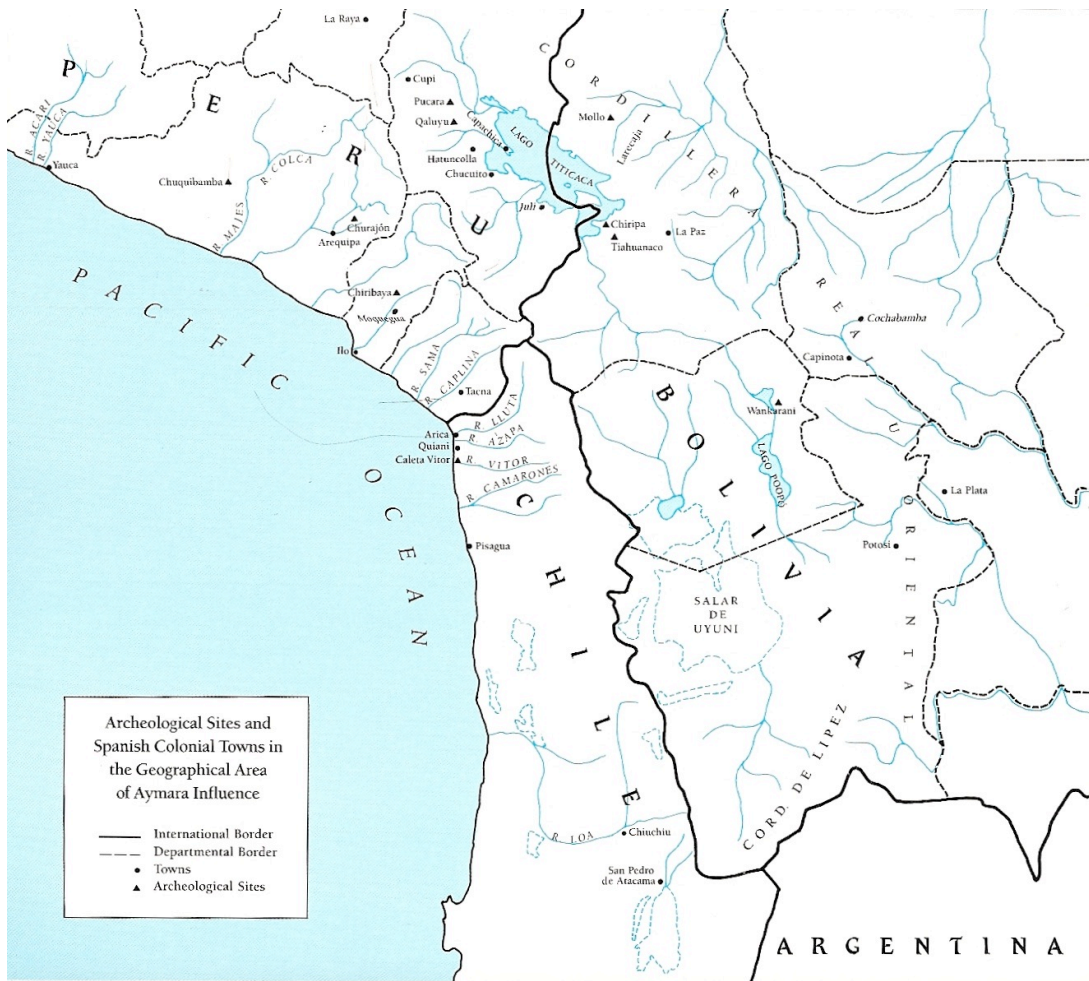 La Raya
PERU
CORDILLERA
REAL
ORIENTAL
R. ACARI
R. YAUCA
Yauca
Cupi
Pucara
Qaluyu
Capachica
LAGO
TITICACA
Hatuncolla
Chucuito
Juli
Mollo
Larecaja
Chuquibamba
R. COLCA
R. MAJES
Churajón
Arequipa
Chiripa
Tiahuanaco
La Paz
Chiribaya
Moquegua
Ilo
R. SAMA
R. CAPLINA
Tacna
Cochabamba
Capinota
PACIFIC
OCEAN
Arica
Quiani
Caleta Vitor
R. LLUTA
R. AZAPA
R. VITOR
R. CAMARONES
Pisagua
BOLIVIA
Wankarani
LAGO POOPÓ
La Plata
Potosi
CHILE
SALAR
DE
UYUNI
CORD. DE LIPEZ
R. LOA
Chiuchiu
San Pedro
de Atacama
ARGENTINA
Archeological Sites and
Spanish Colonial Towns in
the Geographical Area
of Aymara Influence
International Border
Departmental Border
Towns
Archeological Sites